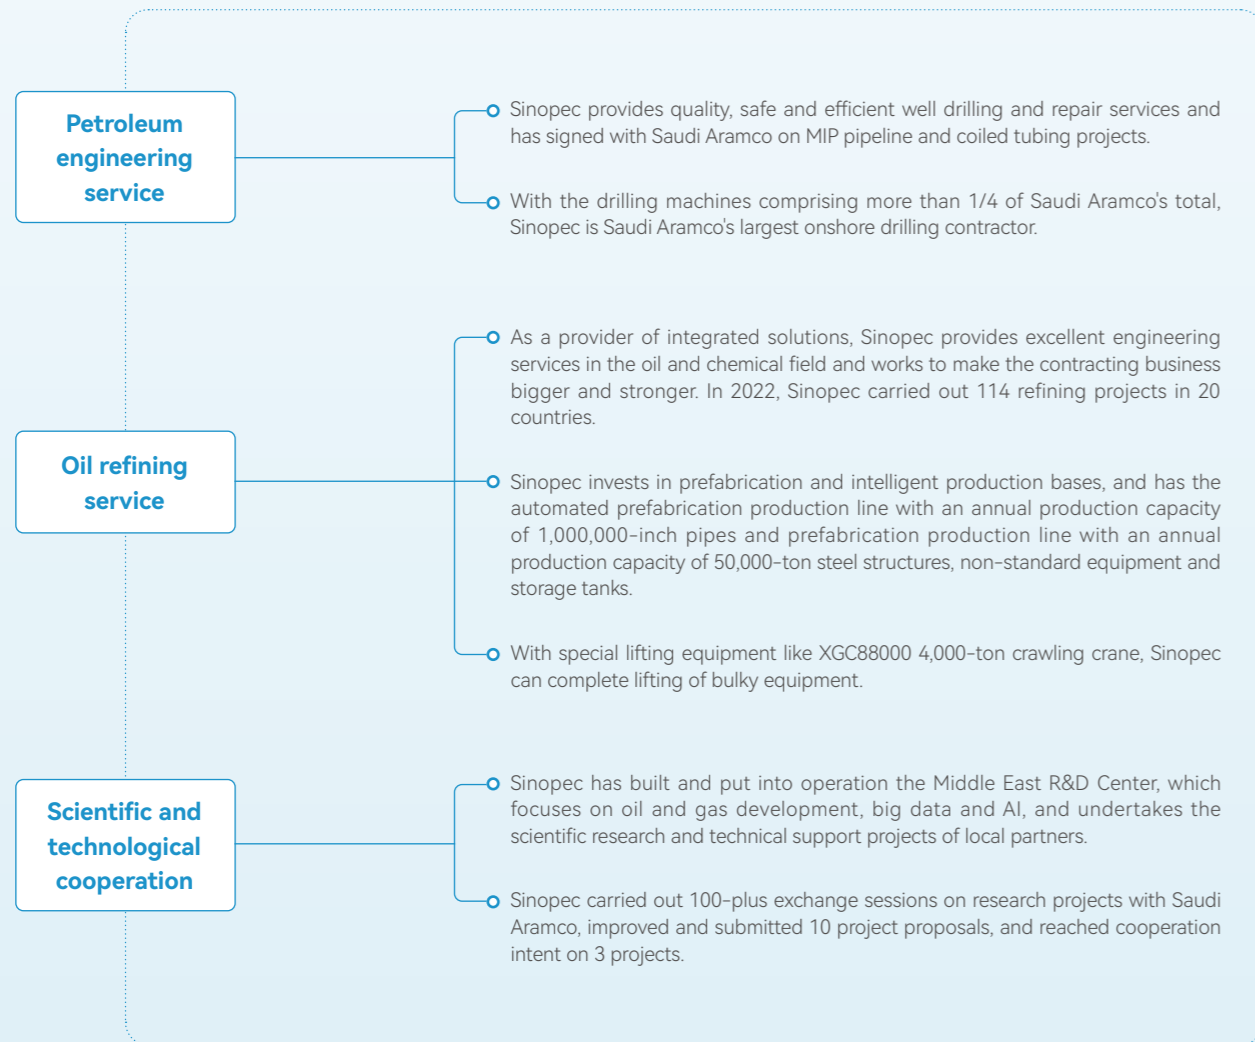 Petroleum
engineering
service
Sinopec provides quality, safe and efficient well drilling and repair services and
has signed with Saudi Aramco on MIP pipeline and coiled tubing projects.
With the drilling machines comprising more than 1/4 of Saudi Aramco's total,
Sinopec is Saudi Aramco's largest onshore drilling contractor.
Oil refining
service
As a provider of integrated solutions, Sinopec provides excellent engineering
services in the oil and chemical field and works to make the contracting business
bigger and stronger. In 2022, Sinopec carried out 114 refining projects in 20
countries.
Sinopec invests in prefabrication and intelligent production bases, and has the
automated prefabrication production line with an annual production capacity
of 1,000,000-inch pipes and prefabrication production line with an annual
production capacity of 50,000-ton steel structures, non-standard equipment and
storage tanks.
With special lifting equipment like XGC88000 4,000-ton crawling crane, Sinopec
can complete lifting of bulky equipment.
Scientific and
technological
cooperation
Sinopec has built and put into operation the Middle East R&D Center, which
focuses on oil and gas development, big data and AI, and undertakes the
scientific research and technical support projects of local partners.
Sinopec carried out 100-plus exchange sessions on research projects with Saudi
Aramco, improved and submitted 10 project proposals, and reached cooperation
intent on 3 projects.